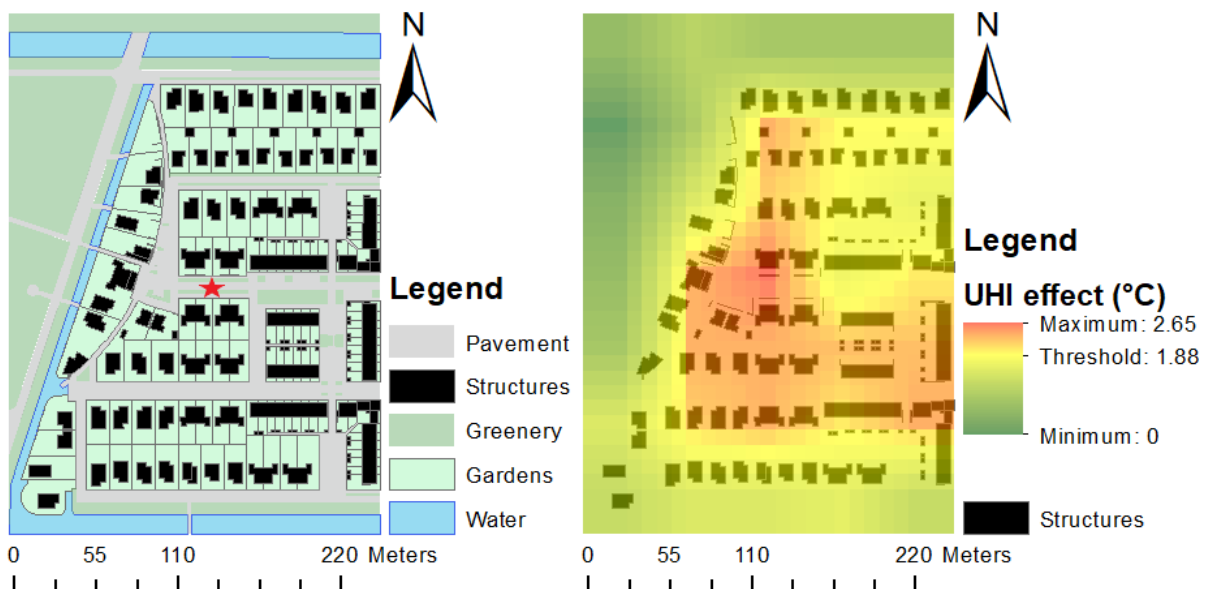 N
Legend
Pavement
Structures
Greenery
Gardens
Water
0 55 110 220 Meters
N
Legend
UHI effect (°C)
Maximum: 2.65
Threshold: 1.88
Minimum: 0
Structures
0 55 110 220 Meters